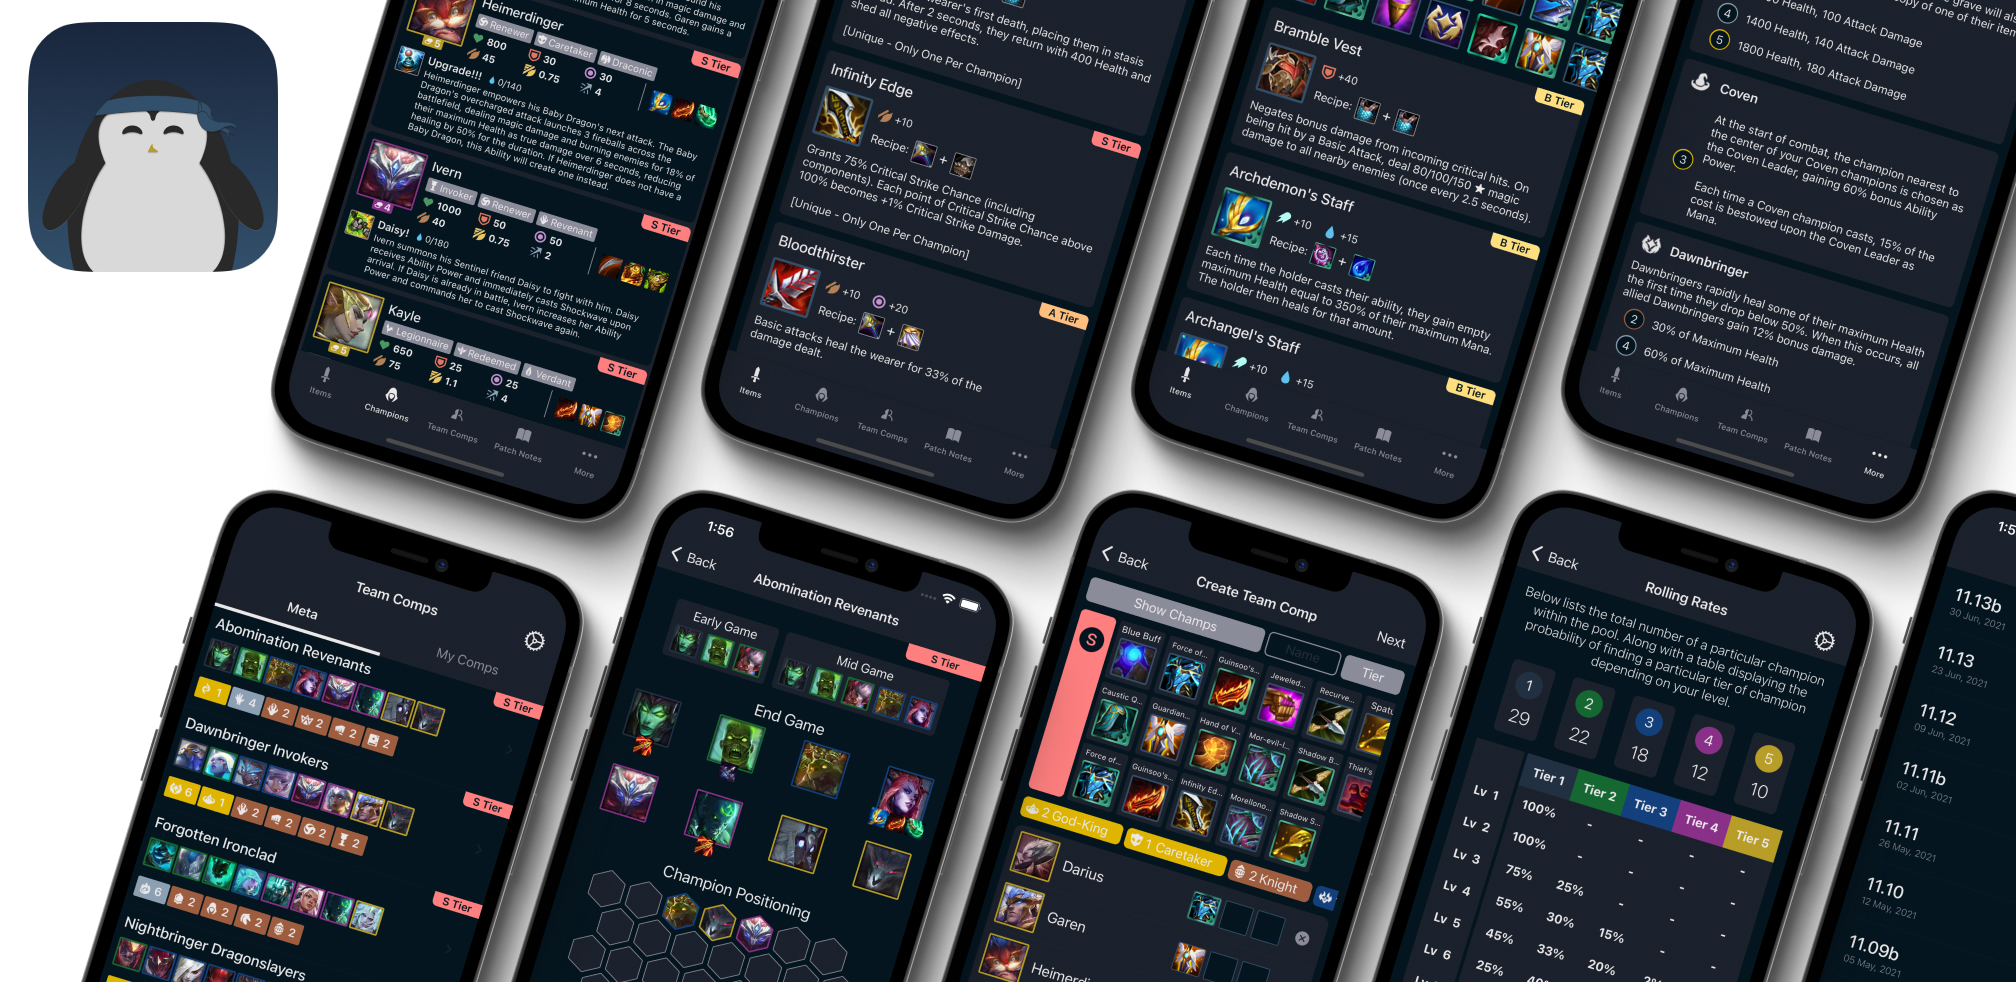 Heimerdinger
Renewer
Caretaker
Draconic
S Tier
5
800
30
30
45
0.75
4
Upgrade!!! 0/140
Heimerdinger empowers his Baby Dragon's next attack. The Baby
Dragon's overcharged attack launches 3 fireballs across the
battlefield, dealing magic damage and burning enemies for 18% of
their maximum Health as true damage over 6 seconds, reducing
healing by 50% for the duration. If Heimerdinger does not have a
Baby Dragon, this Ability will create one instead.
Ivern
Invoker
Renewer
Revenant
S Tier
4
1000
50
50
40
0.75
2
Daisy! 0/180
Ivern summons his Sentinel friend Daisy to fight with him. Daisy
receives Ability Power and immediately casts Shockwave upon
arrival. If Daisy is already in battle, Ivern increases her Ability
Power and commands her to cast Shockwave again.
Kayle
Legionnaire
Redeemed
Verdant
S Tier
5
650
25
25
75
1.1
4
Items
Champions
Team Comps
Patch Notes
More
wearer's first death, placing them in stasis
After 2 seconds, they return with 400 Health and
shed all negative effects.
[Unique - Only One Per Champion]
Infinity Edge
S Tier
+10
Recipe: +
Grants 75% Critical Strike Chance (including
components). Each point of Critical Strike Chance above
100% becomes +1% Critical Strike Damage.
[Unique - Only One Per Champion]
Bloodthirster
A Tier
+10 +20
Recipe: +
Basic attacks heal the wearer for 33% of the
damage dealt.
Items
Champions
Team Comps
Patch Notes
More
Bramble Vest
B Tier
+40
Recipe: +
Negates bonus damage from incoming critical hits. On
being hit by a Basic Attack, deal 80/100/150 ★ magic
damage to all nearby enemies (once every 2.5 seconds).
Archdemon's Staff
B Tier
+10 +15
Recipe: +
Each time the holder casts their ability, they gain empty
maximum Health equal to 350% of their maximum Mana.
The holder then heals for that amount.
Archangel's Staff
B Tier
+10 +15
Items
Champions
Team Comps
Patch Notes
More
Health, 100 Attack Damage
4 1400 Health, 140 Attack Damage
5 1800 Health, 180 Attack Damage
Coven
At the start of combat, the champion nearest to
the center of your Coven champions is chosen as
3 the Coven Leader, gaining 60% bonus Ability
Power.
Each time a Coven champion casts, 15% of the
cost is bestowed upon the Coven Leader as
Mana.
Dawnbringer
Dawnbringers rapidly heal some of their maximum Health
the first time they drop below 50%. When this occurs, all
allied Dawnbringers gain 12% bonus damage.
2 30% of Maximum Health
4 60% of Maximum Health
Items
Champions
Team Comps
Patch Notes
More
Team Comps
Meta
My Comps
Abomination Revenants
S Tier
1 4 2 2 2 2
Dawnbringer Invokers
S Tier
6 1 2 2 2 2
Forgotten Ironclad
S Tier
6 2 2 2 2
Nightbringer Dragonslayers
1:56
Back
Abomination Revenants
S Tier
Early Game
Mid Game
End Game
Champion Positioning
Back
Create Team Comp
Next
Show Champs
Name
Tier
S
Blue Buff
Force of...
Guinsoo's...
Jeweled...
Recurve...
Spatu
Caustic Q...
Guardian...
Hand of V...
Mor-evil-l...
Shadow B...
Thief's
Force of...
Guinsoo's...
Infinity Ed...
Morellono...
Shadow S...
2 God-King
1 Caretaker
2 Knight
Darius
Garen
Heimerdi
Back
Rolling Rates
Below lists the total number of a particular champion
within the pool. Along with a table displaying the
probability of finding a particular tier of champion
depending on your level.
1 2 3 4 5
29 22 18 12 10
Tier 1 Tier 2 Tier 3 Tier 4 Tier 5
Lv 1 100% - - - -
Lv 2 100% - - - -
Lv 3 75% 25% - - -
Lv 4 55% 30% 15% - -
Lv 5 45% 33% 20%
Lv 6 25% 40%
11.13b
30 Jun, 2021
11.13
23 Jun, 2021
11.12
09 Jun, 2021
11.11b
02 Jun, 2021
11.11
26 May, 2021
11.10
12 May, 2021
11.09b
05 May, 2021